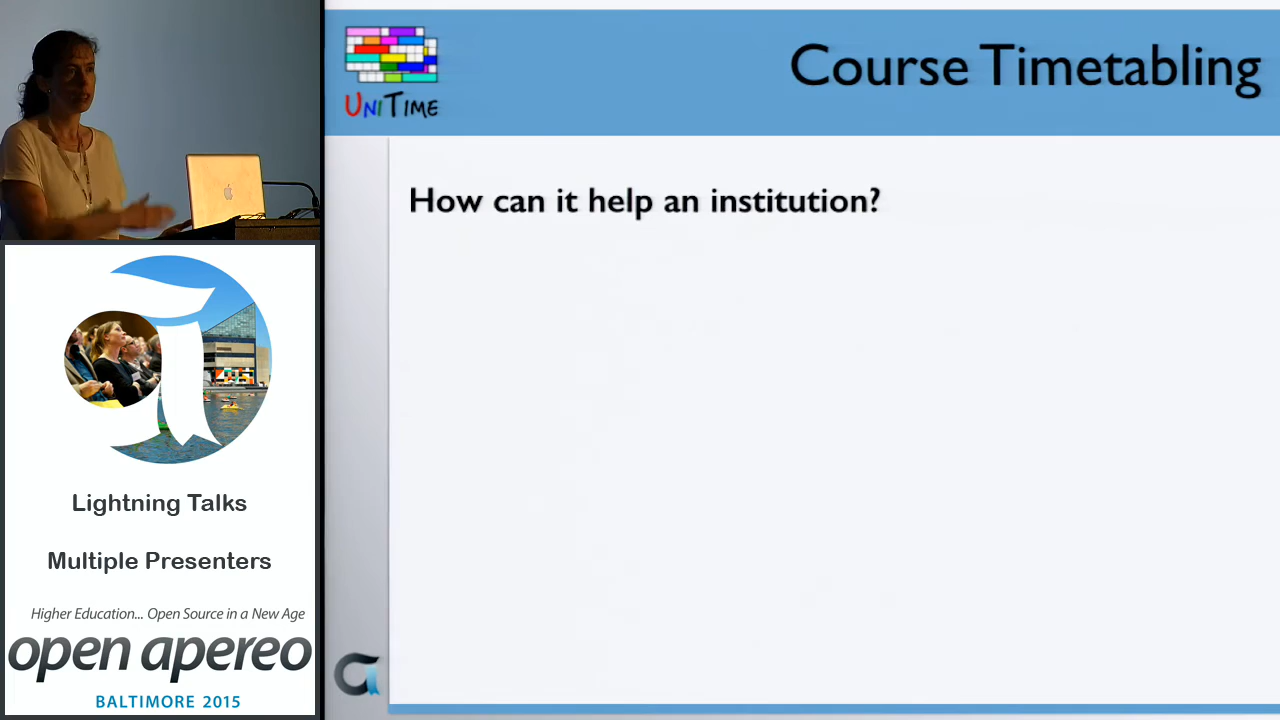 UniTime
Course Timetabling
How can it help an institution?
Lightning Talks
Multiple Presenters
Higher Education... Open Source in a New Age
open apereo
BALTIMORE 2015